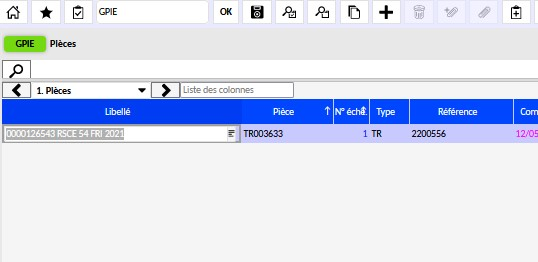 GPIE OK
GPIE Pièces
1. Pièces Liste des colonnes
Libellé Pièce N° éché. Type Référence Com
0000126543 RSCE 54 FRI 2021 TR003633 1 TR 2200556 12/05